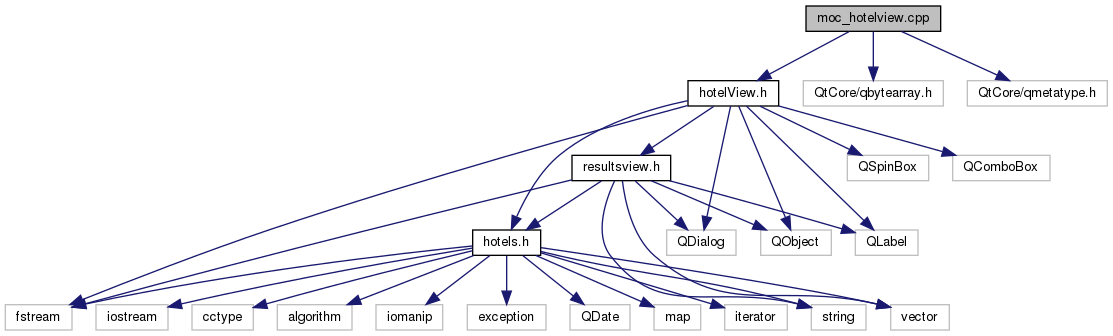 moc_hotelview.cpp
hotelView.h
QtCore/qbytearray.h
QtCore/qmetatype.h
resultsview.h
QSpinBox
QComboBox
hotels.h
QDialog
QObject
QLabel
fstream
iostream
cctype
algorithm
iomanip
exception
QDate
map
iterator
string
vector